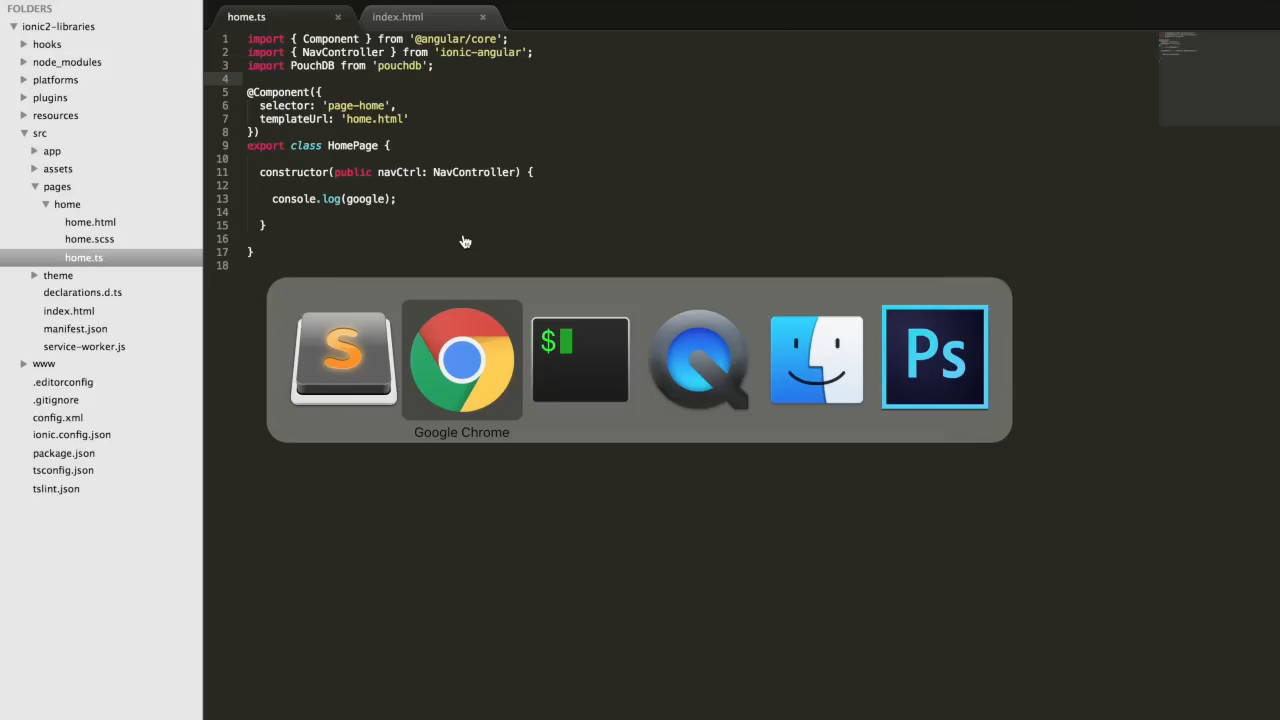 FOLDERS
ionic2-libraries
hooks
node_modules
platforms
plugins
resources
src
app
assets
pages
home
home.html
home.scss
home.ts
theme
declarations.d.ts
index.html
manifest.json
service-worker.js
www
.editorconfig
.gitignore
config.xml
ionic.config.json
package.json
tsconfig.json
tslint.json
home.ts ×
index.html ×
1 import { Component } from '@angular/core';
2 import { NavController } from 'ionic-angular';
3 import PouchDB from 'pouchdb';
4
5 @Component({
6 selector: 'page-home',
7 templateUrl: 'home.html'
8 })
9 export class HomePage {
10
11 constructor(public navCtrl: NavController) {
12
13 console.log(google);
14
15 }
16
17 }
18
S
$
Q
Ps
Google Chrome